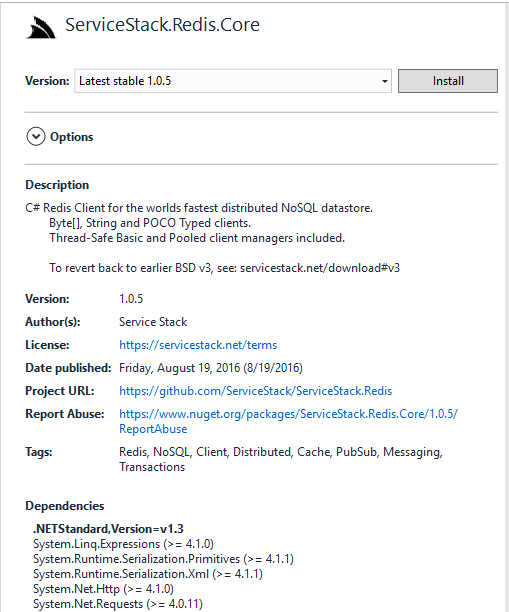 ServiceStack.Redis.Core
Version: Latest stable 1.0.5 Install
Options
Description
C# Redis Client for the worlds fastest distributed NoSQL datastore.
Byte[], String and POCO Typed clients.
Thread-Safe Basic and Pooled client managers included.
To revert back to earlier BSD v3, see: servicestack.net/download#v3
Version: 1.0.5
Author(s): Service Stack
License: https://servicestack.net/terms
Date published: Friday, August 19, 2016 (8/19/2016)
Project URL: https://github.com/ServiceStack/ServiceStack.Redis
Report Abuse: https://www.nuget.org/packages/ServiceStack.Redis.Core/1.0.5/
ReportAbuse
Tags: Redis, NoSQL, Client, Distributed, Cache, PubSub, Messaging,
Transactions
Dependencies
.NETStandard,Version=v1.3
System.Linq.Expressions (>= 4.1.0)
System.Runtime.Serialization.Primitives (>= 4.1.1)
System.Runtime.Serialization.Xml (>= 4.1.1)
System.Net.Http (>= 4.1.0)
System.Net.Requests (>= 4.0.11)